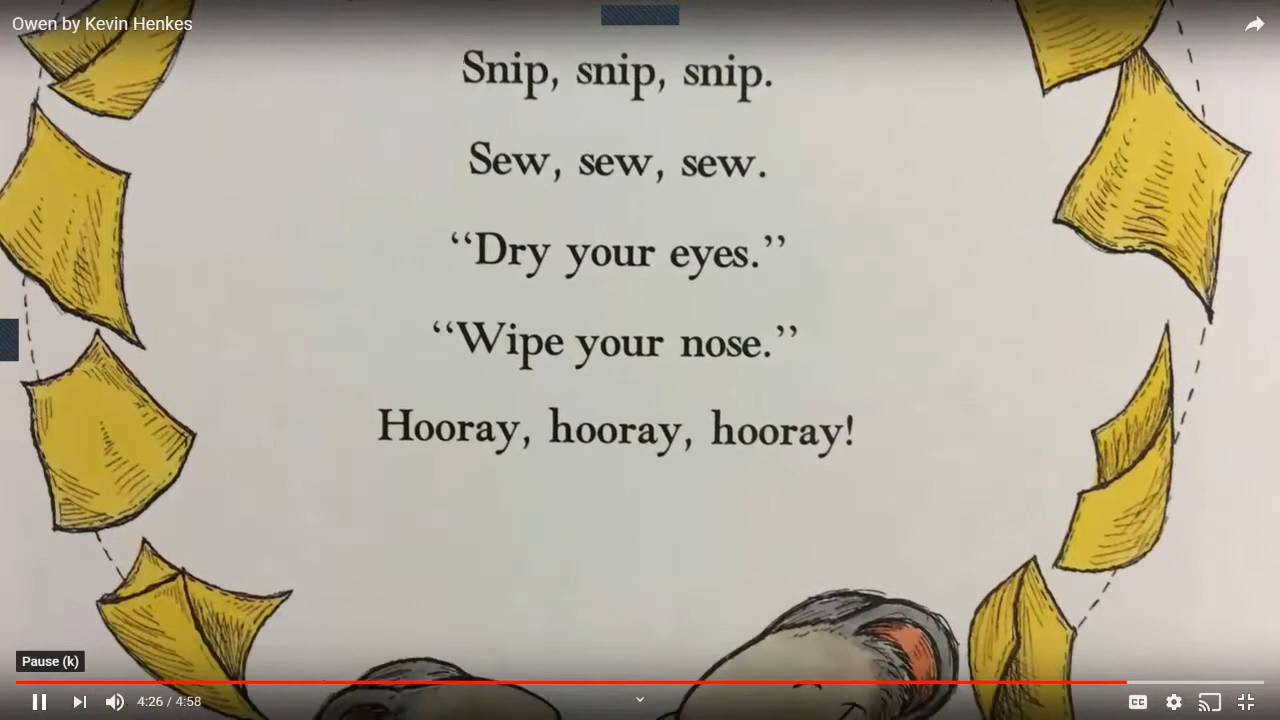 Owen by Kevin Henkes
Snip, snip, snip.
Sew, sew, sew.
“Dry your eyes.”
“Wipe your nose.”
Hooray, hooray, hooray!
Pause (k)
4:26 / 4:58
CC